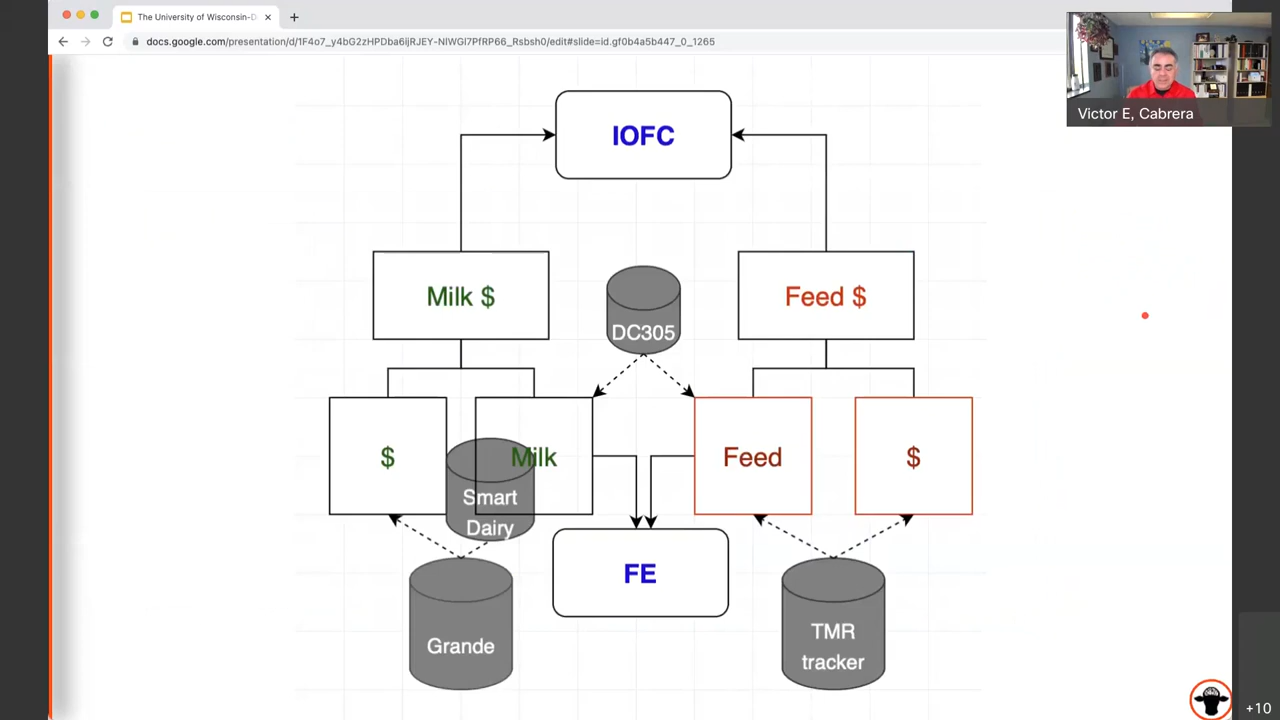 The University of Wisconsin-D
docs.google.com/presentation/d/1F4o7_y4bG2zHPDba6ljRJEY-NIWGl7PfRP66_Rsbsh0/edit#slide=id.gf0b4a5b447_0_1265
Victor E, Cabrera
IOFC
Milk $
Feed $
DC305
$
Milk
Feed
$
Smart
Dairy
FE
Grande
TMR
tracker
+10